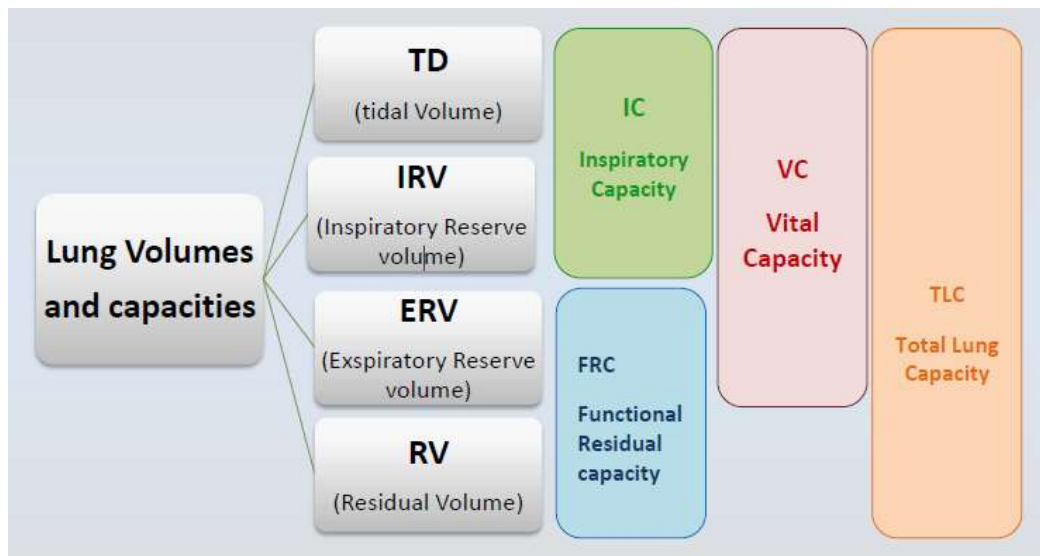 Lung Volumes
and capacities
TD
(tidal Volume)
IRV
(Inspiratory Reserve
volume)
ERV
(Exspiratory Reserve
volume)
RV
(Residual Volume)
IC
Inspiratory
Capacity
FRC
Functional
Residual
capacity
VC
Vital
Capacity
TLC
Total Lung
Capacity